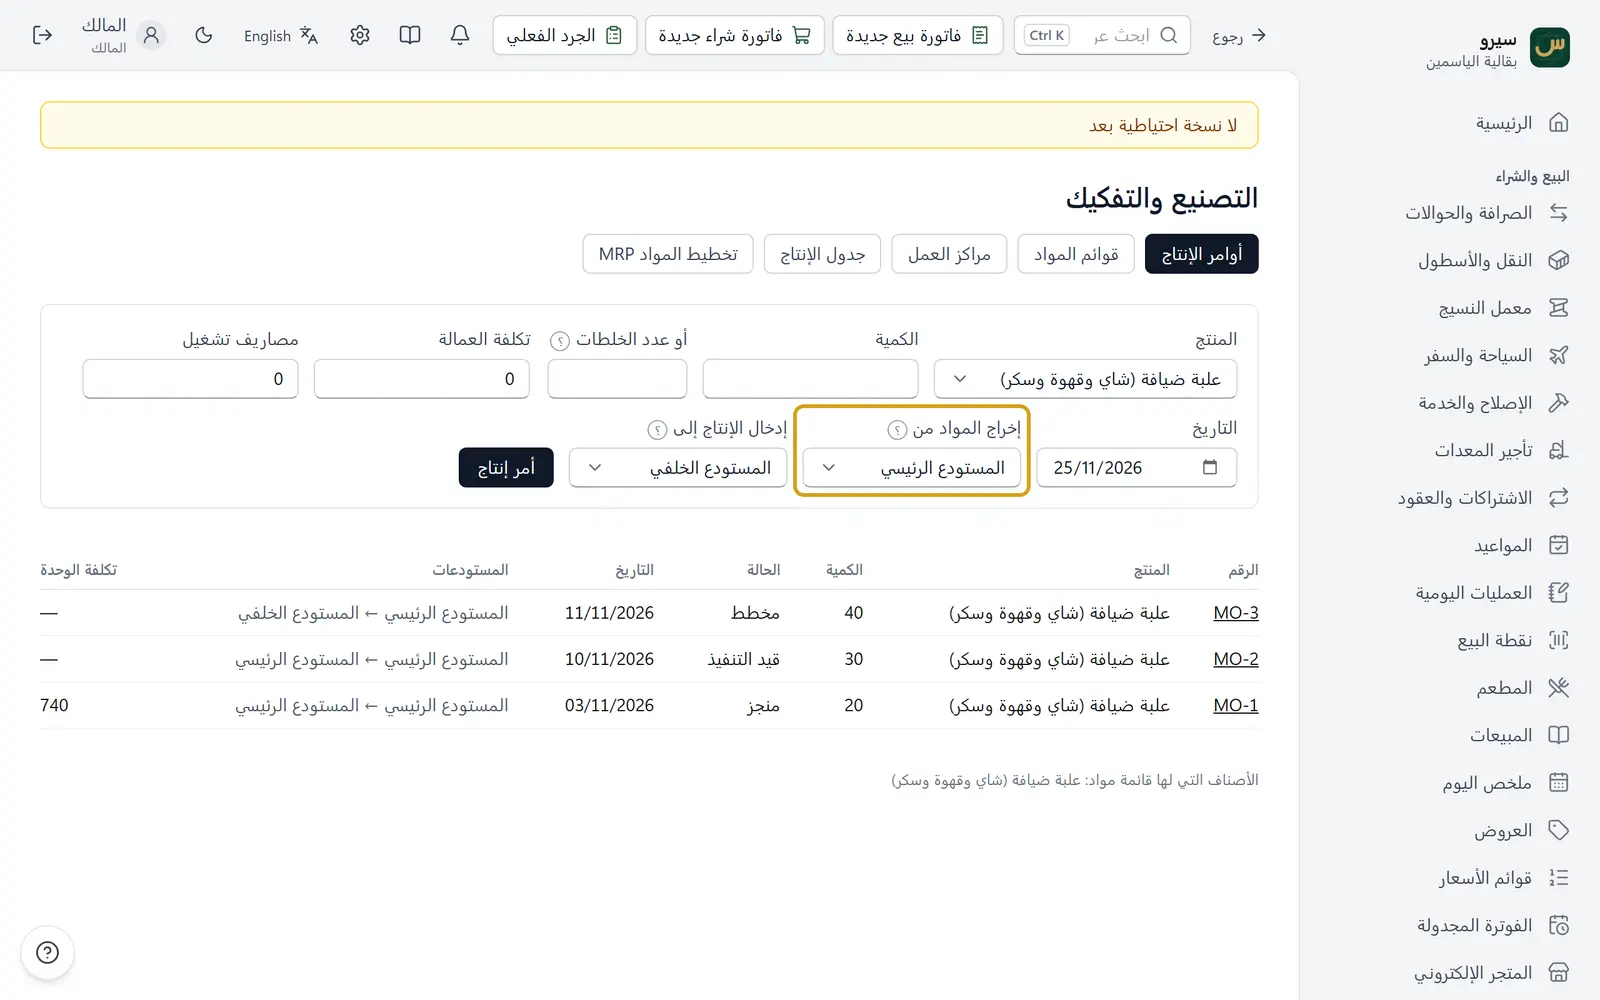 سيرو
بقالية الياسمين
رجوع
ابحث عن
Ctrl K
فاتورة بيع جديدة
فاتورة شراء جديدة
الجرد الفعلي
English
المالك
المالك
الرئيسية
البيع والشراء
الصرافة والحوالات
النقل والأسطول
معمل النسيج
السياحة والسفر
الإصلاح والخدمة
تأجير المعدات
الاشتراكات والعقود
المواعيد
العمليات اليومية
نقطة البيع
المطعم
المبيعات
ملخص اليوم
العروض
قوائم الأسعار
الفوترة المجدولة
المتجر الإلكتروني
لا نسخة احتياطية بعد
التصنيع والتفكيك
أوامر الإنتاج
قوائم المواد
مراكز العمل
جدول الإنتاج
تخطيط المواد MRP
المنتج
الكمية
أو عدد الخلطات ؟
تكلفة العمالة
مصاريف تشغيل
علبة ضيافة (شاي وقهوة وسكر)
0
0
التاريخ
إخراج المواد من ؟
إدخال الإنتاج إلى ؟
25/11/2026
المستودع الرئيسي
المستودع الخلفي
أمر إنتاج
الرقم المنتج الكمية الحالة التاريخ المستودعات تكلفة الوحدة
MO-3 علبة ضيافة (شاي وقهوة وسكر) 40 مخطط 11/11/2026 المستودع الرئيسي ← المستودع الخلفي —
MO-2 علبة ضيافة (شاي وقهوة وسكر) 30 قيد التنفيذ 10/11/2026 المستودع الرئيسي ← المستودع الرئيسي —
MO-1 علبة ضيافة (شاي وقهوة وسكر) 20 منجز 03/11/2026 المستودع الرئيسي ← المستودع الرئيسي 740
الأصناف التي لها قائمة مواد: علبة ضيافة (شاي وقهوة وسكر)